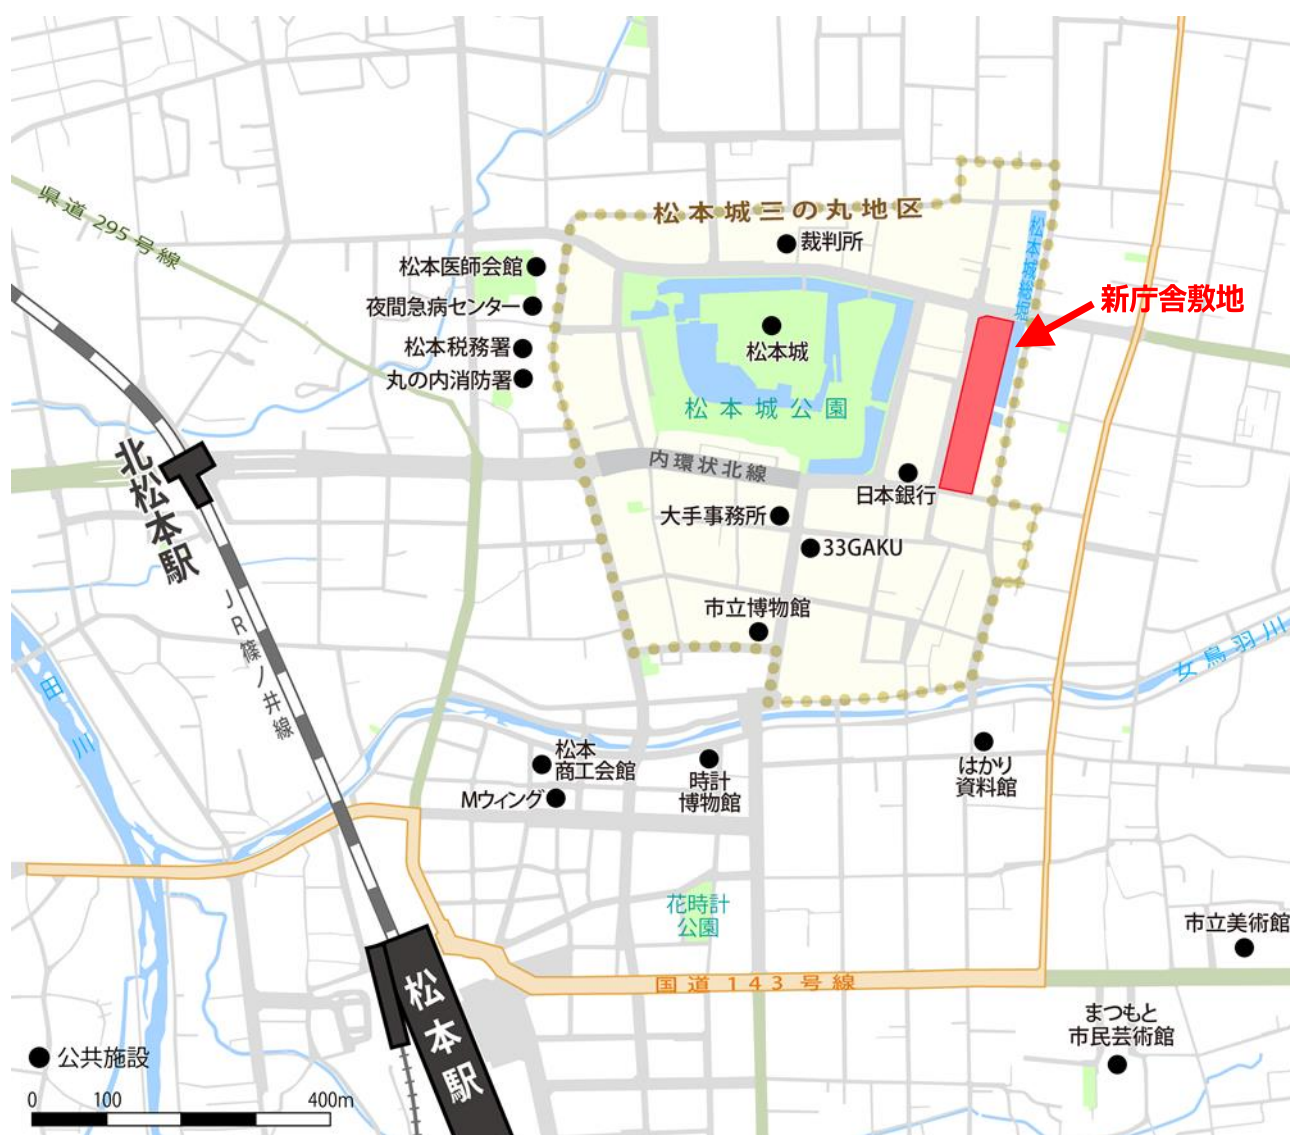 県道295号線
松本城三の丸地区
裁判所
松本医師会館
夜間急病センター
松本税務署
丸の内消防署
松本城
松本城公園
松本城総堀
新庁舎敷地
内環状北線
日本銀行
大手事務所
33GAKU
市立博物館
北松本駅
JR篠ノ井線
田川
女鳥羽川
松本
商工会館
Mウィング
時計
博物館
はかり
資料館
花時計
公園
国道143号線
市立美術館
まつもと
市民芸術館
松本駅
公共施設
0 100 400m